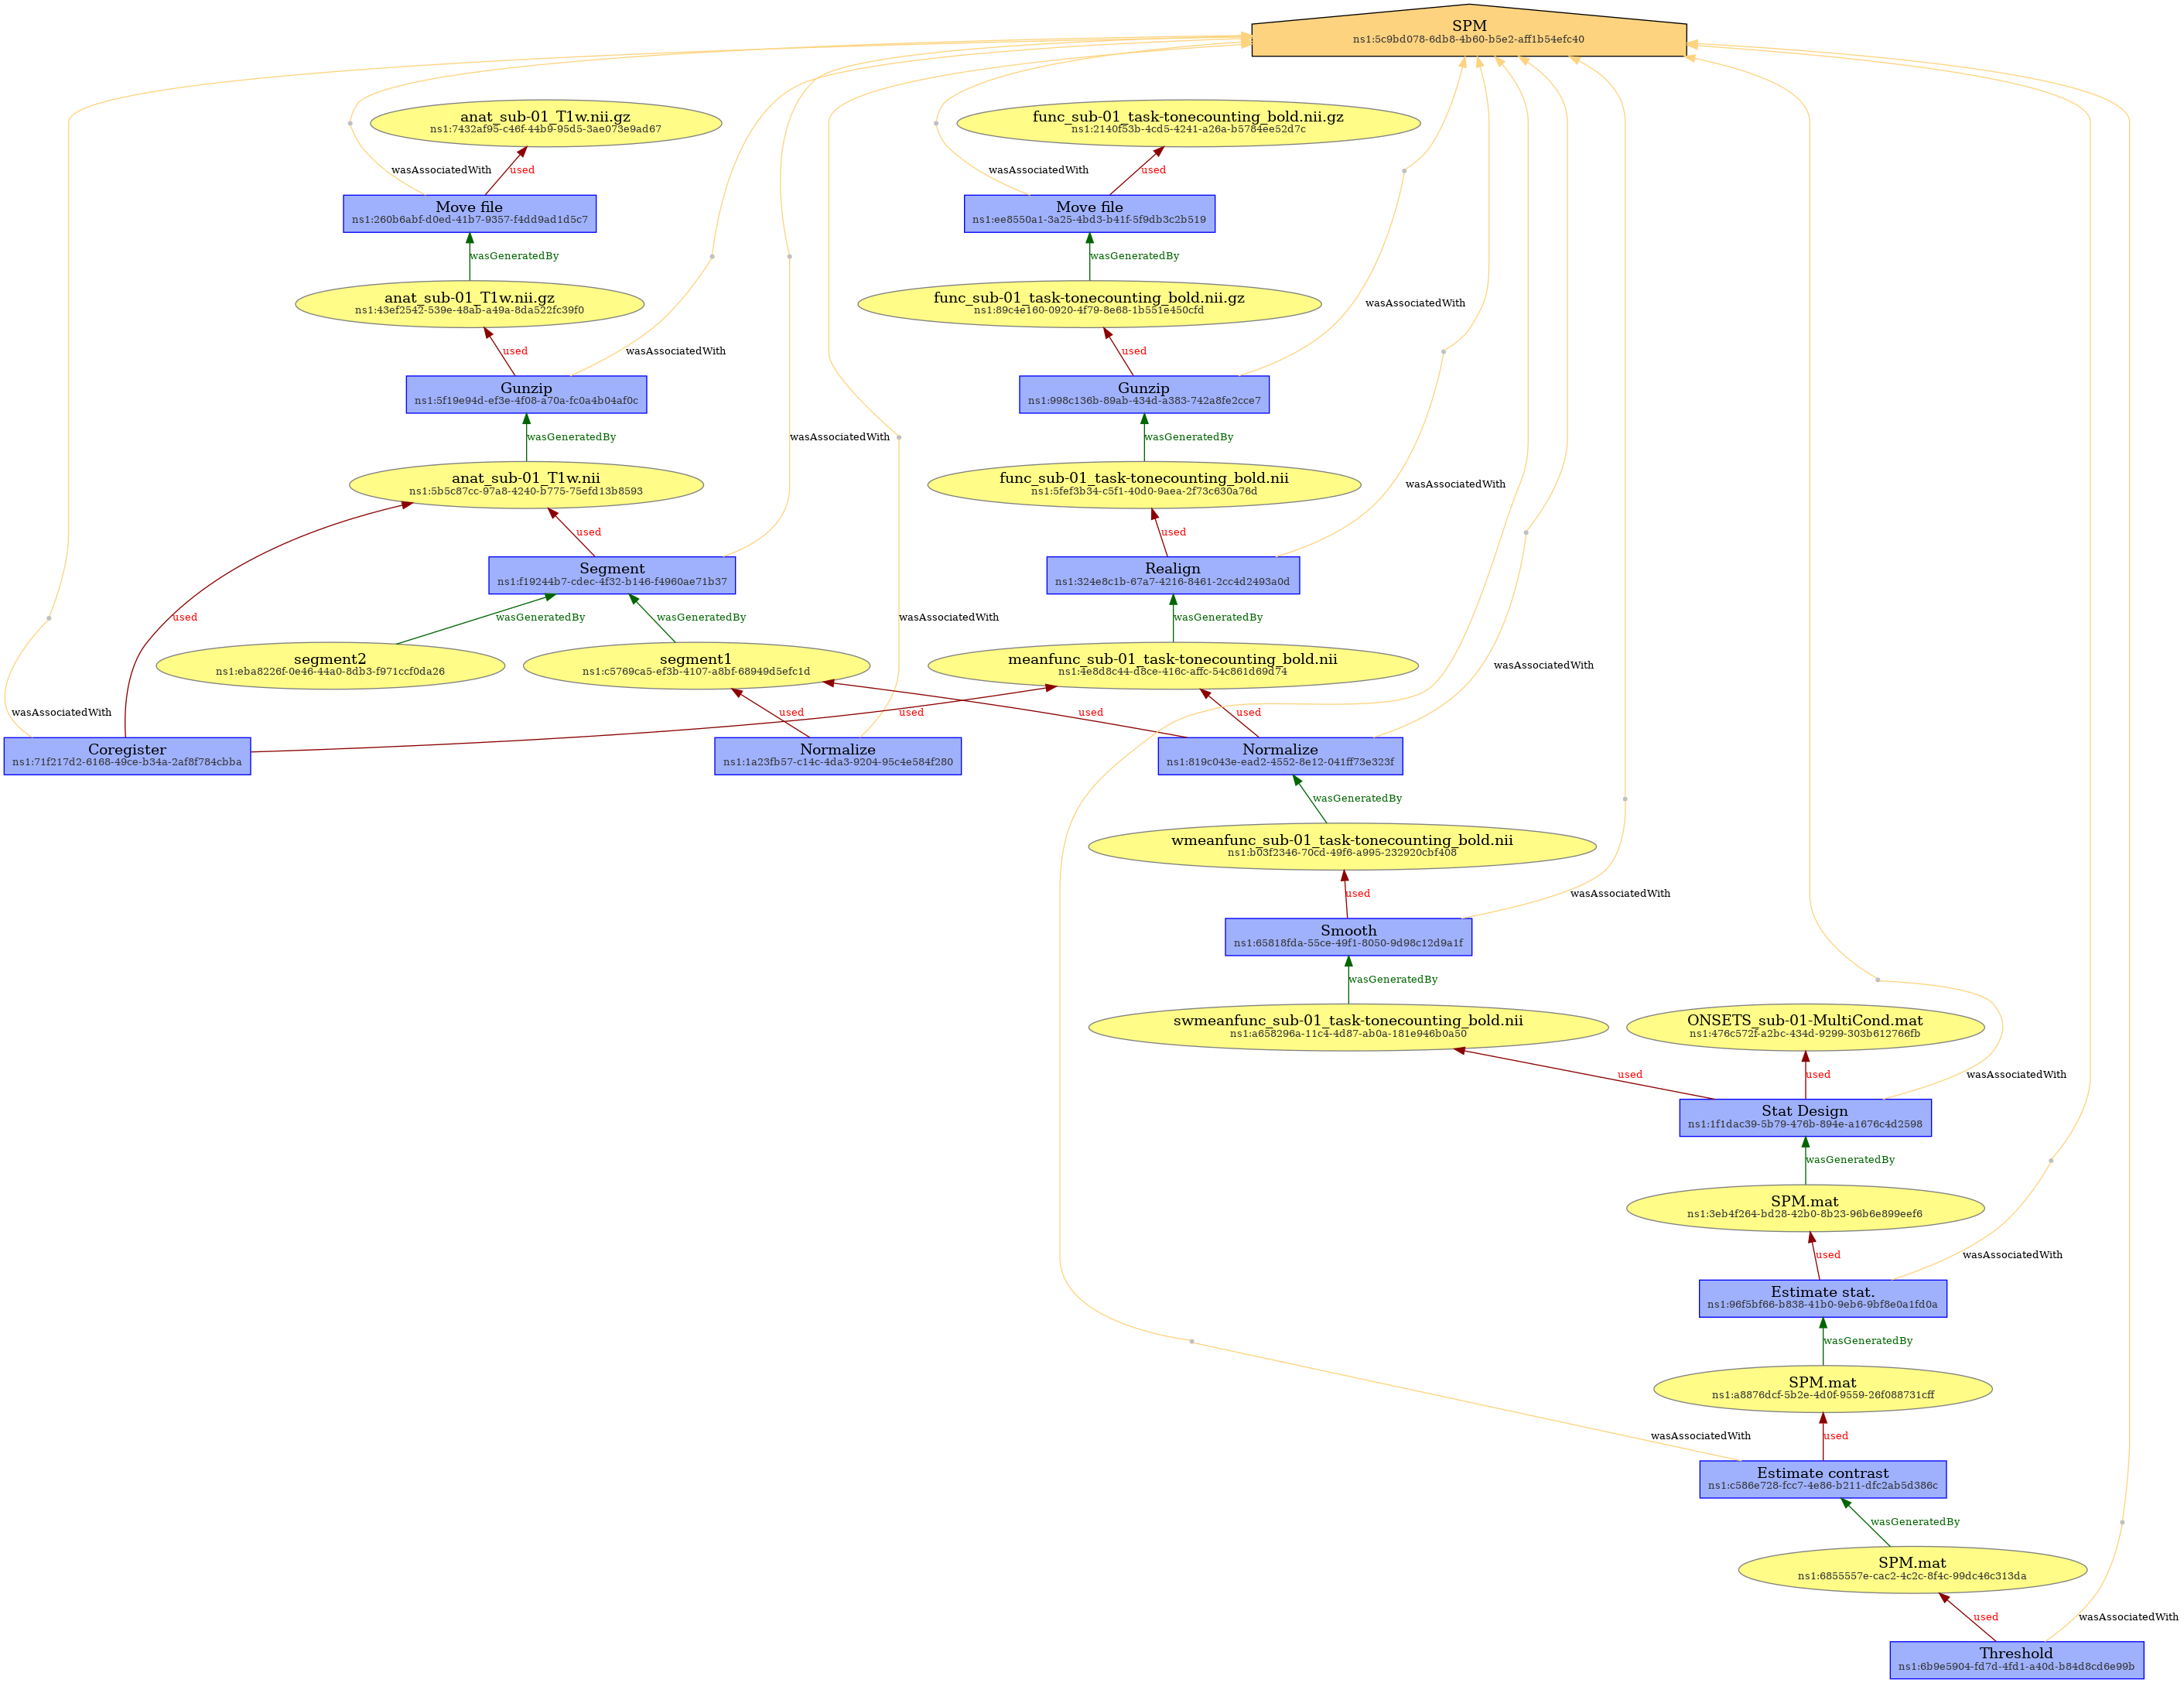 SPM
ns1:5c9bd078-6db8-4b60-b5e2-aff1b54efc40
anat_sub-01_T1w.nii.gz
ns1:7432af95-c46f-44b9-95d5-3ae073e9ad67
func_sub-01_task-tonecounting_bold.nii.gz
ns1:2140f53b-4cd5-4241-a26a-b5784ee52d7c
wasAssociatedWith
used
wasAssociatedWith
used
Move file
ns1:260b6abf-d0ed-41b7-9357-f4dd9ad1d5c7
Move file
ns1:ee8550a1-3a25-4bd3-b41f-5f9db3c2b519
wasGeneratedBy
wasGeneratedBy
anat_sub-01_T1w.nii.gz
ns1:43ef2542-539e-48ab-a49a-8da522fc39f0
func_sub-01_task-tonecounting_bold.nii.gz
ns1:89c4e160-0920-4f79-8e68-1b551e450cfd
wasAssociatedWith
used
wasAssociatedWith
used
Gunzip
ns1:5f19e94d-ef3e-4f08-a70a-fc0a4b04af0c
Gunzip
ns1:998c136b-89ab-434d-a383-742a8fe2cce7
wasGeneratedBy
wasAssociatedWith
wasGeneratedBy
anat_sub-01_T1w.nii
ns1:5b5c87cc-97a8-4240-b775-75efd13b8593
func_sub-01_task-tonecounting_bold.nii
ns1:5fef3b34-c5f1-40d0-9aea-2f73c630a76d
wasAssociatedWith
used
used
Segment
ns1:f19244b7-cdec-4f32-b146-f4960ae71b37
Realign
ns1:324e8c1b-67a7-4216-8461-2cc4d2493a0d
used
wasGeneratedBy
wasGeneratedBy
wasAssociatedWith
wasGeneratedBy
segment2
ns1:eba8226f-0e46-44a0-8db3-f971ccf0da26
segment1
ns1:c5769ca5-ef3b-4107-a8bf-68949d5efc1d
meanfunc_sub-01_task-tonecounting_bold.nii
ns1:4e8d8c44-d8ce-416c-affc-54c861d69d74
wasAssociatedWith
wasAssociatedWith
used
used
used
used
Coregister
ns1:71f217d2-6168-49ce-b34a-2af8f784cbba
Normalize
ns1:1a23fb57-c14c-4da3-9204-95c4e584f280
Normalize
ns1:819c043e-ead2-4552-8e12-041ff73e323f
wasGeneratedBy
wmeanfunc_sub-01_task-tonecounting_bold.nii
ns1:b03f2346-70cd-49f6-a995-232920cbf408
used
wasAssociatedWith
Smooth
ns1:65818fda-55ce-49f1-8050-9d98c12d9a1f
wasGeneratedBy
swmeanfunc_sub-01_task-tonecounting_bold.nii
ns1:a658296a-11c4-4d87-ab0a-181e946b0a50
ONSETS_sub-01-MultiCond.mat
ns1:476c572f-a2bc-434d-9299-303b612766fb
used
used
wasAssociatedWith
Stat Design
ns1:1f1dac39-5b79-476b-894e-a1676c4d2598
wasGeneratedBy
SPM.mat
ns1:3eb4f264-bd28-42b0-8b23-96b6e899eef6
used
wasAssociatedWith
Estimate stat.
ns1:96f5bf66-b838-41b0-9eb6-9bf8e0a1fd0a
wasGeneratedBy
SPM.mat
ns1:a8876dcf-5b2e-4d0f-9559-26f088731cff
wasAssociatedWith
used
Estimate contrast
ns1:c586e728-fcc7-4e86-b211-dfc2ab5d386c
wasGeneratedBy
SPM.mat
ns1:6855557e-cac2-4c2c-8f4c-99dc46c313da
used
wasAssociatedWith
Threshold
ns1:6b9e5904-fd7d-4fd1-a40d-b84d8cd6e99b